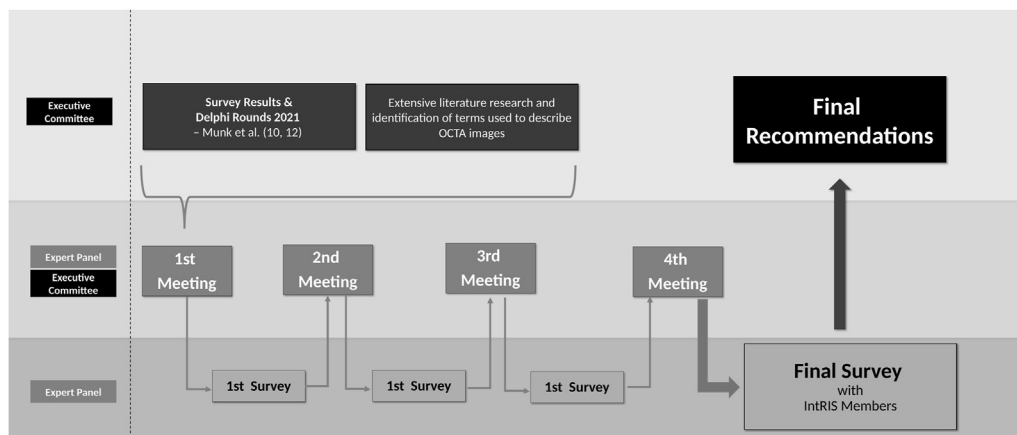 Executive
Committee
Survey Results &
Delphi Rounds 2021
– Munk et al. (10, 12)
Extensive literature research and
identification of terms used to describe
OCTA images
Final
Recommendations
Expert Panel
Executive
Committee
1st
Meeting
2nd
Meeting
3rd
Meeting
4th
Meeting
Expert Panel
1st Survey
1st Survey
1st Survey
Final Survey
with
IntRIS Members